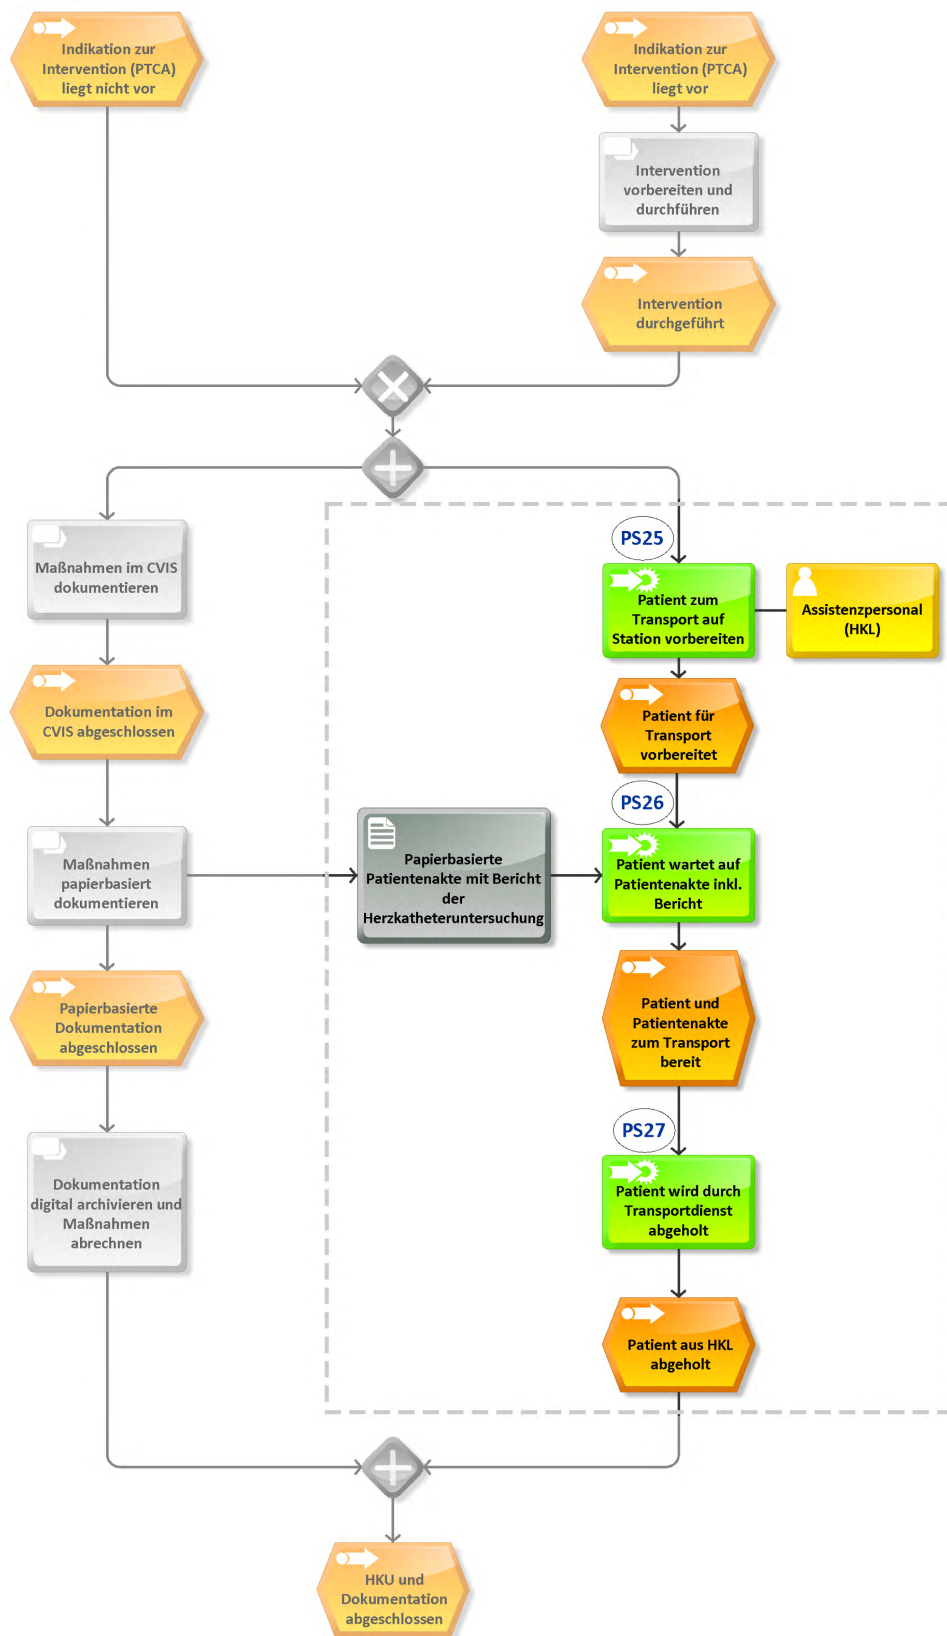 Indikation zur
Intervention (PTCA)
liegt nicht vor
Indikation zur
Intervention (PTCA)
liegt vor
Intervention
vorbereiten und
durchführen
Intervention
durchgeführt
Maßnahmen im CVIS
dokumentieren
Dokumentation im
CVIS abgeschlossen
Maßnahmen
papierbasiert
dokumentieren
Papierbasierte
Dokumentation
abgeschlossen
Dokumentation
digital archivieren und
Maßnahmen
abrechnen
PS25
Patient zum
Transport auf
Station vorbereiten
Assistenzpersonal
(HKL)
Patient für
Transport
vorbereitet
PS26
Papierbasierte
Patientenakte mit Bericht
der
Herzkatheteruntersuchung
Patient wartet auf
Patientenakte inkl.
Bericht
Patient und
Patientenakte
zum Transport
bereit
PS27
Patient wird durch
Transportdienst
abgeholt
Patient aus HKL
abgeholt
HKU und
Dokumentation
abgeschlossen